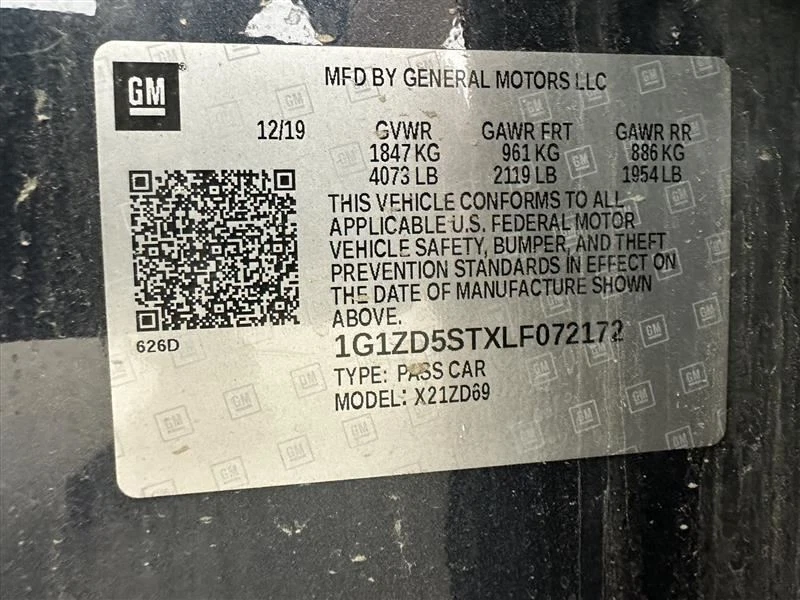 GM
MFD BY GENERAL MOTORS LLC
12/19 GVWR GAWR FRT GAWR RR
1847 KG 961 KG 886 KG
4073 LB 2119 LB 1954 LB
THIS VEHICLE CONFORMS TO ALL
APPLICABLE U.S. FEDERAL MOTOR
VEHICLE SAFETY, BUMPER, AND THEFT
PREVENTION STANDARDS IN EFFECT ON
THE DATE OF MANUFACTURE SHOWN
ABOVE.
626D
1G1ZD5STXLF072172
TYPE: PASS CAR
MODEL: X21ZD69